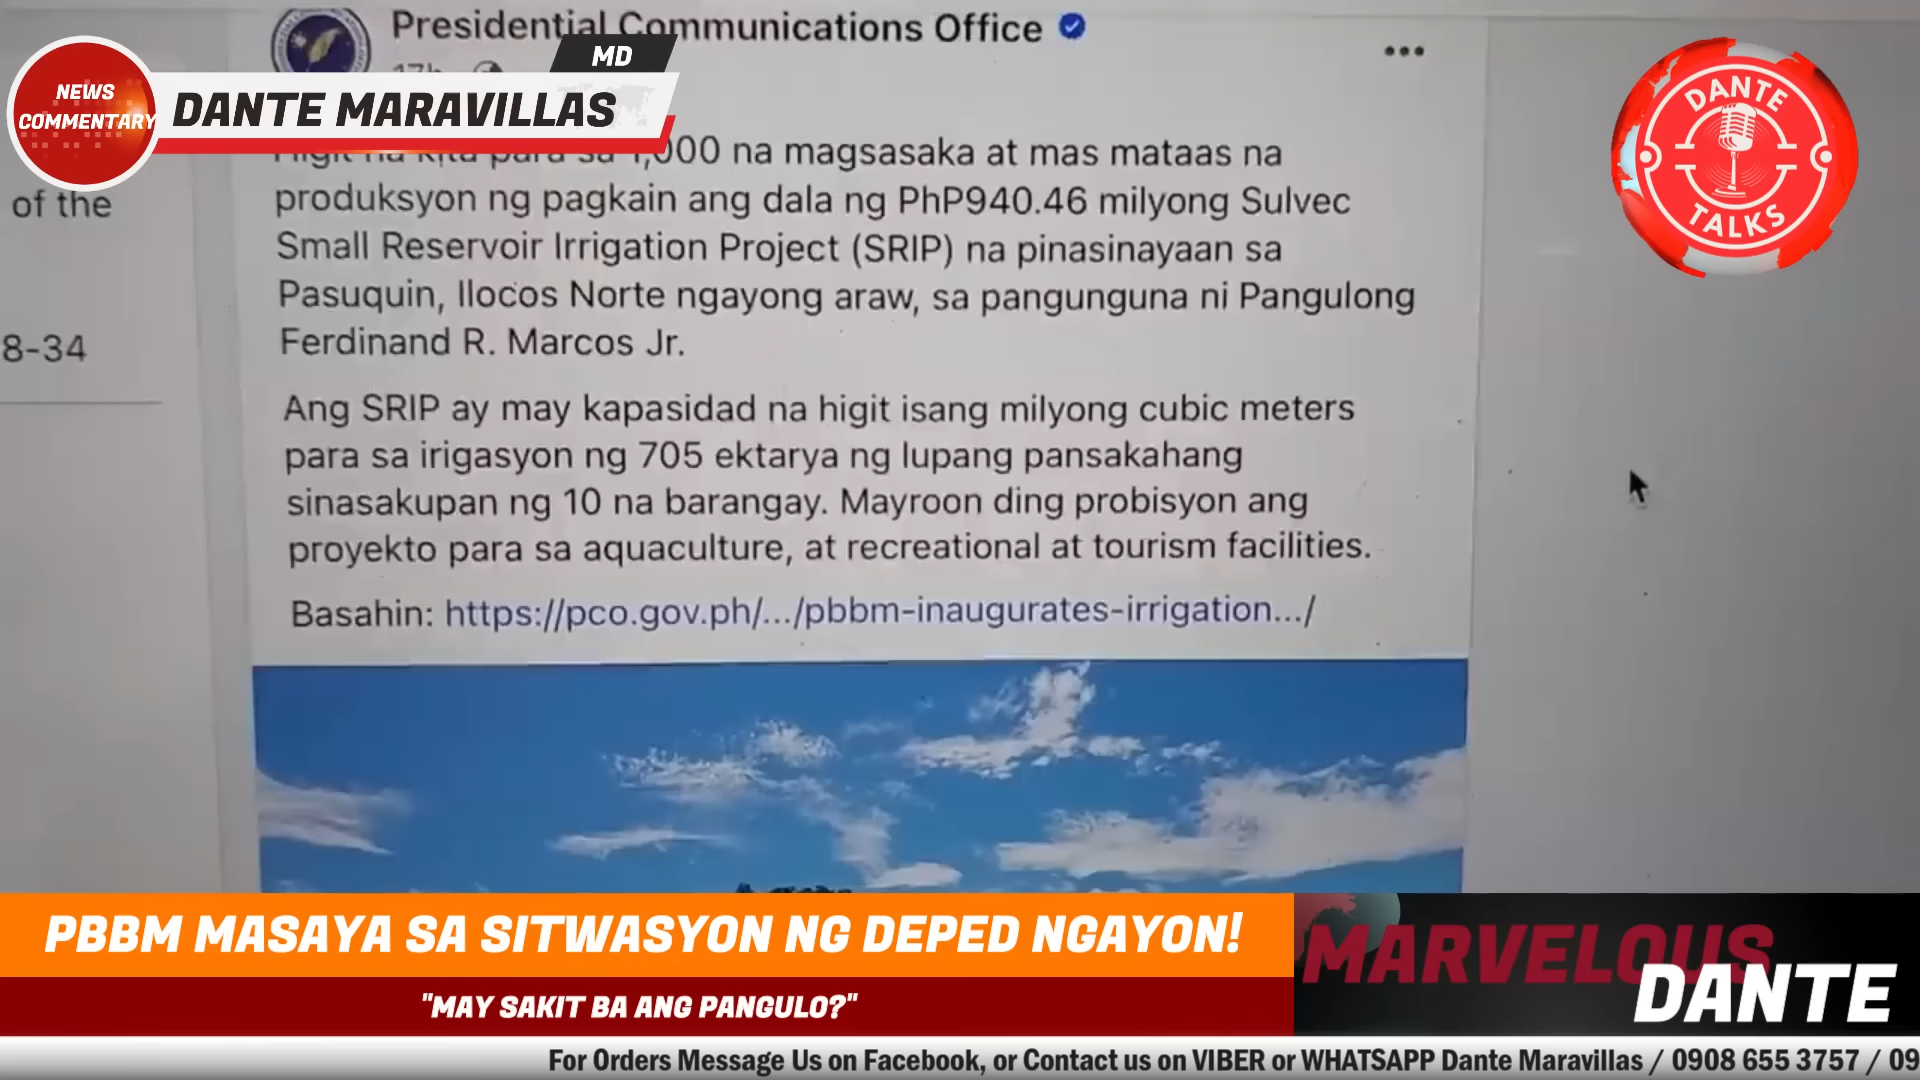 Presidential Communications Office
MD
NEWS
COMMENTARY
DANTE MARAVILLAS
DANTE
TALKS
1,000 na magsasaka at mas mataas na
produksyon ng pagkain ang dala ng PhP940.46 milyong Sulvec
Small Reservoir Irrigation Project (SRIP) na pinasinayaan sa
Pasuquin, Ilocos Norte ngayong araw, sa pangunguna ni Pangulong
Ferdinand R. Marcos Jr.
of the
8-34
Ang SRIP ay may kapasidad na higit isang milyong cubic meters
para sa irigasyon ng 705 ektarya ng lupang pansakahang
sinasakupan ng 10 na barangay. Mayroon ding probisyon ang
proyekto para sa aquaculture, at recreational at tourism facilities.
Basahin: https://pco.gov.ph/.../pbbm-inaugurates-irrigation.../
PBBM MASAYA SA SITWASYON NG DEPED NGAYON!
"MAY SAKIT BA ANG PANGULO?"
MARVELOUS
DANTE
For Orders Message Us on Facebook, or Contact us on VIBER or WHATSAPP Dante Maravillas / 0908 655 3757 / 09